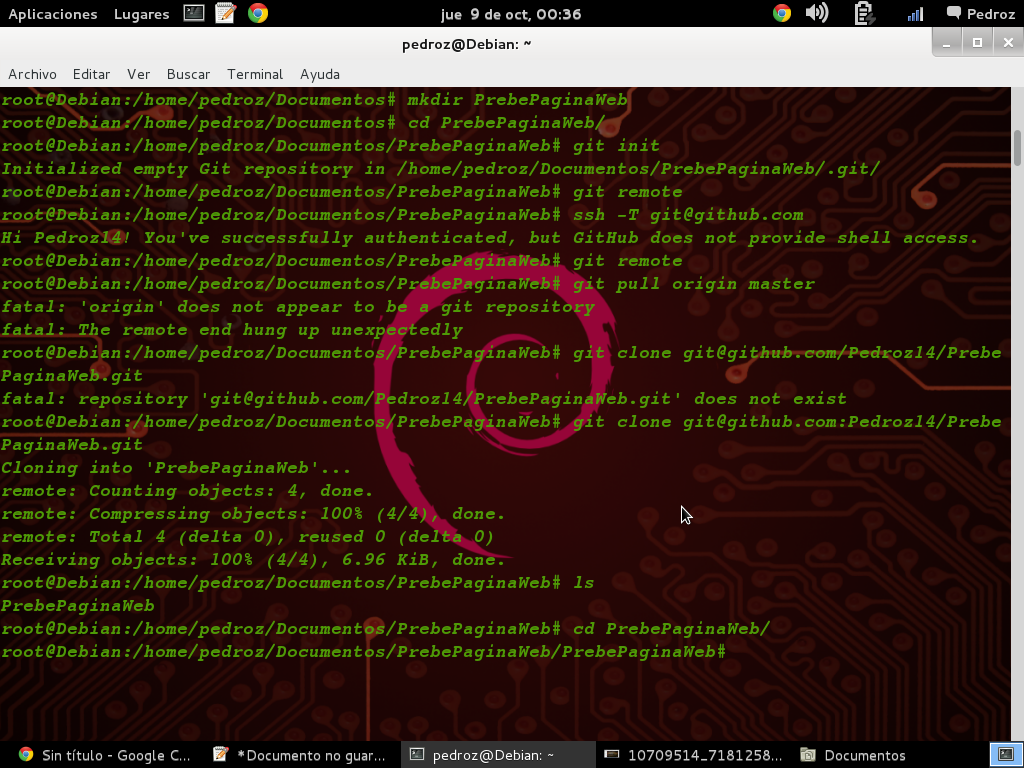 Aplicaciones Lugares jue 9 de oct, 00:36 Pedroz
pedroz@Debian: ~
Archivo Editar Ver Buscar Terminal Ayuda
root@Debian:/home/pedroz/Documentos# mkdir PrebePaginaWeb
root@Debian:/home/pedroz/Documentos# cd PrebePaginaWeb/
root@Debian:/home/pedroz/Documentos/PrebePaginaWeb# git init
Initialized empty Git repository in /home/pedroz/Documentos/PrebePaginaWeb/.git/
root@Debian:/home/pedroz/Documentos/PrebePaginaWeb# git remote
root@Debian:/home/pedroz/Documentos/PrebePaginaWeb# ssh -T git@github.com
Hi Pedroz14! You've successfully authenticated, but GitHub does not provide shell access.
root@Debian:/home/pedroz/Documentos/PrebePaginaWeb# git remote
root@Debian:/home/pedroz/Documentos/PrebePaginaWeb# git pull origin master
fatal: 'origin' does not appear to be a git repository
fatal: The remote end hung up unexpectedly
root@Debian:/home/pedroz/Documentos/PrebePaginaWeb# git clone git@github.com/Pedroz14/Prebe
PaginaWeb.git
fatal: repository 'git@github.com/Pedroz14/PrebePaginaWeb.git' does not exist
root@Debian:/home/pedroz/Documentos/PrebePaginaWeb# git clone git@github.com:Pedroz14/Prebe
PaginaWeb.git
Cloning into 'PrebePaginaWeb'...
remote: Counting objects: 4, done.
remote: Compressing objects: 100% (4/4), done.
remote: Total 4 (delta 0), reused 0 (delta 0)
Receiving objects: 100% (4/4), 6.96 KiB, done.
root@Debian:/home/pedroz/Documentos/PrebePaginaWeb# ls
PrebePaginaWeb
root@Debian:/home/pedroz/Documentos/PrebePaginaWeb# cd PrebePaginaWeb/
root@Debian:/home/pedroz/Documentos/PrebePaginaWeb/PrebePaginaWeb#
Sin título - Google C... *Documento no guar... pedroz@Debian: ~ 10709514_7181258... Documentos